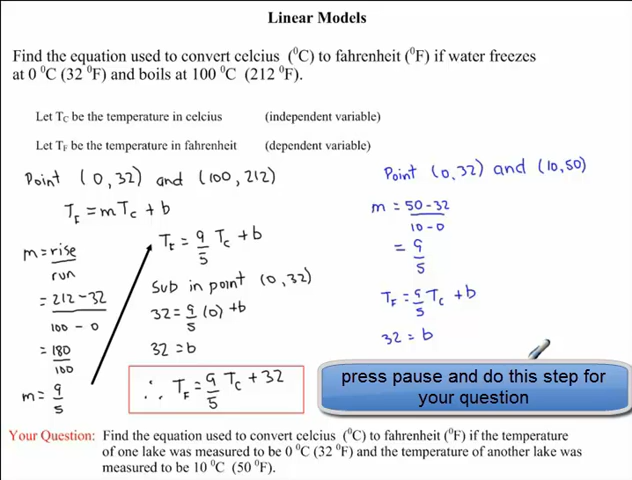 Linear Models
Find the equation used to convert celcius (⁰C) to fahrenheit (⁰F) if water freezes
at 0 ⁰C (32 ⁰F) and boils at 100 ⁰C (212 ⁰F).
Let T_C be the temperature in celcius (independent variable)
Let T_F be the temperature in fahrenheit (dependent variable)
Point (0,32) and (100,212)
T_F = mT_C + b
m = rise/run
= 212-32/100-0
= 180/100
m = 9/5
T_F = 9/5 T_C + b
Sub in point (0,32)
32 = 9/5 (0) + b
32 = b
∴ T_F = 9/5 T_C + 32
Point (0,32) and (10,50)
m = 50-32/10-0
= 9/5
T_F = 9/5 T_C + b
32 = b
press pause and do this step for
your question
Your Question: Find the equation used to convert celcius (⁰C) to fahrenheit (⁰F) if the temperature
of one lake was measured to be 0 ⁰C (32 ⁰F) and the temperature of another lake was
measured to be 10 ⁰C (50 ⁰F).